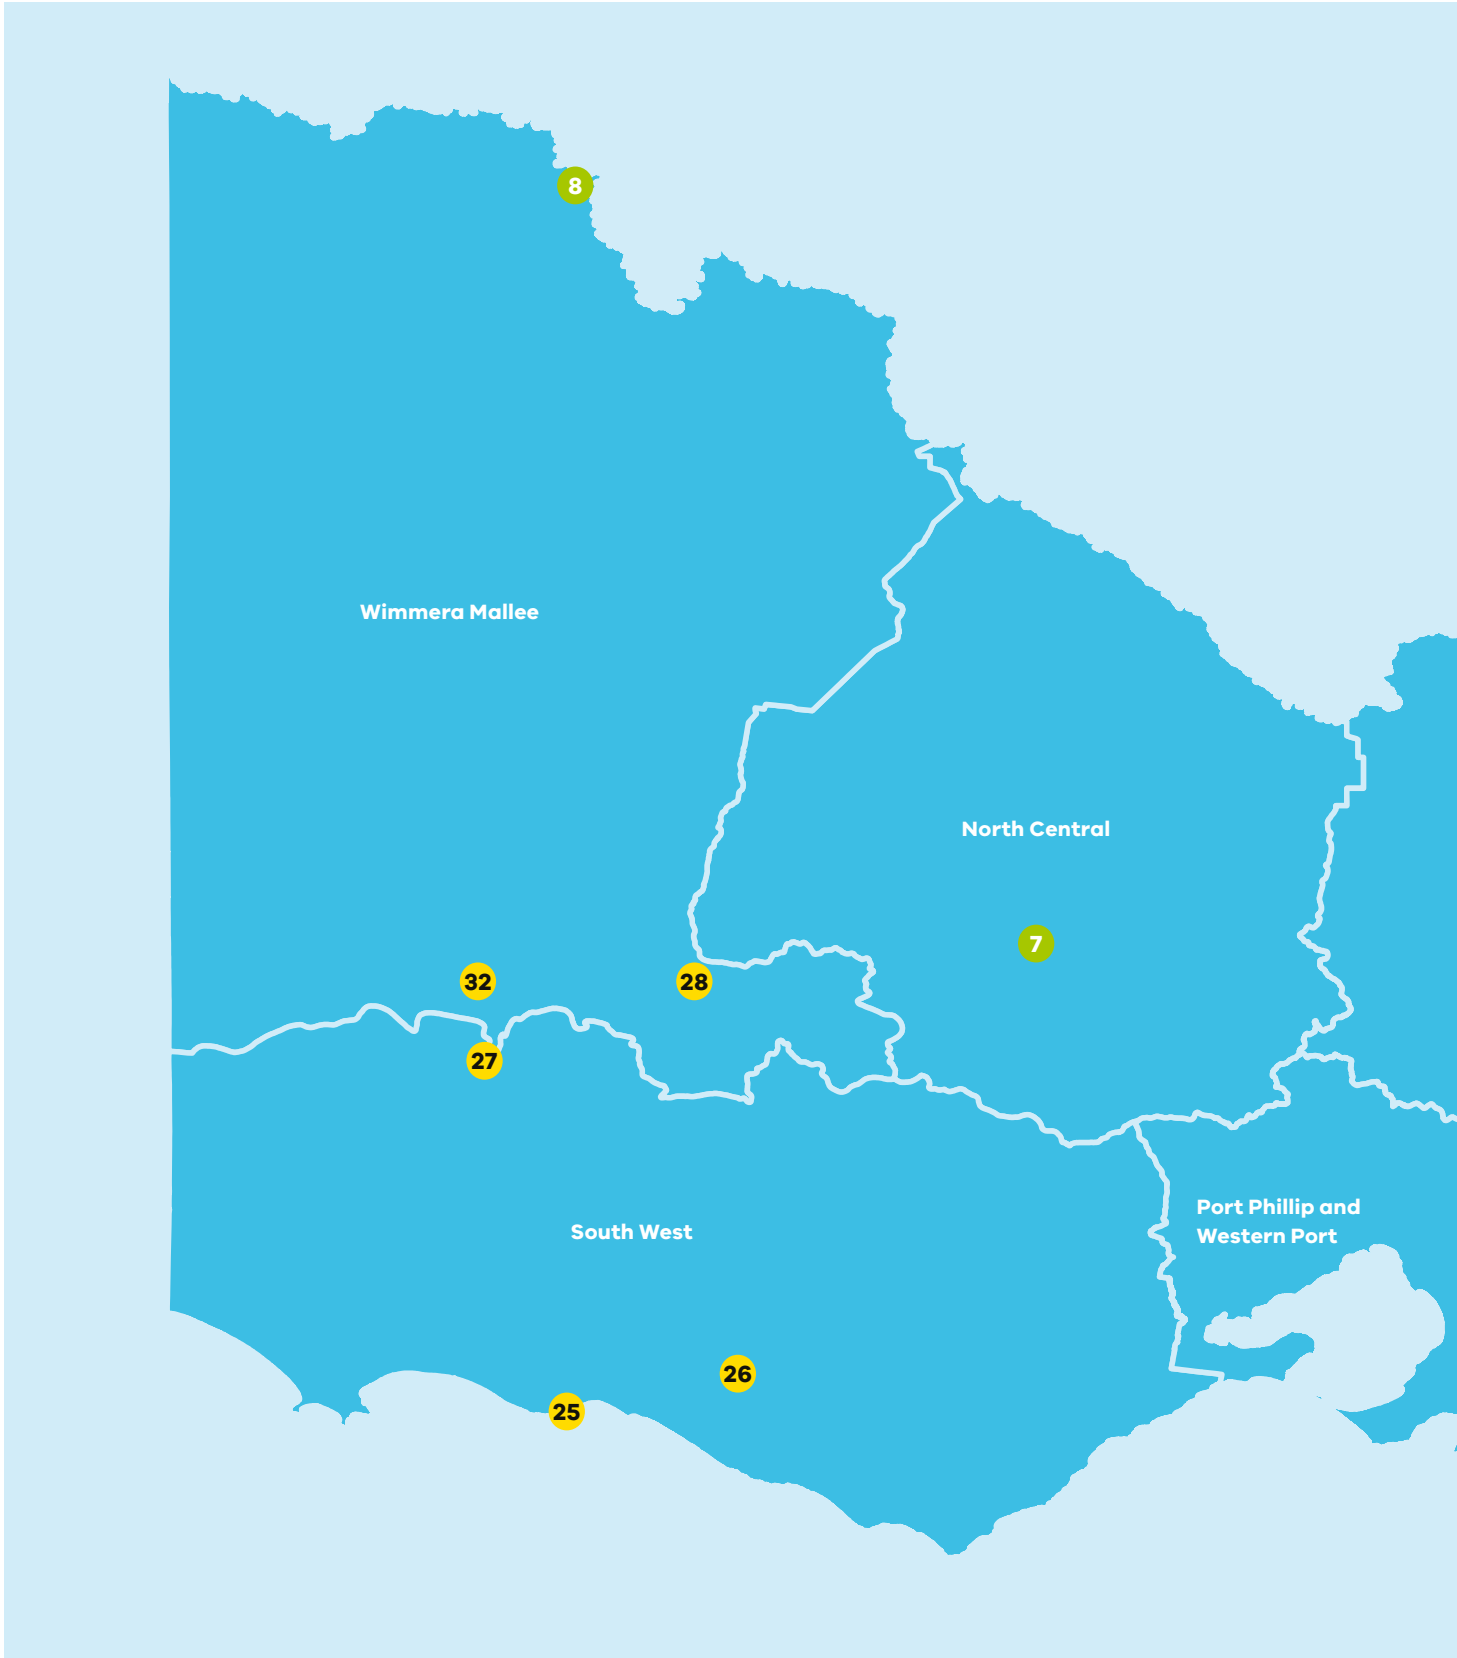 8
Wimmera Mallee
North Central
7
32
28
27
Port Phillip and
Western Port
South West
26
25